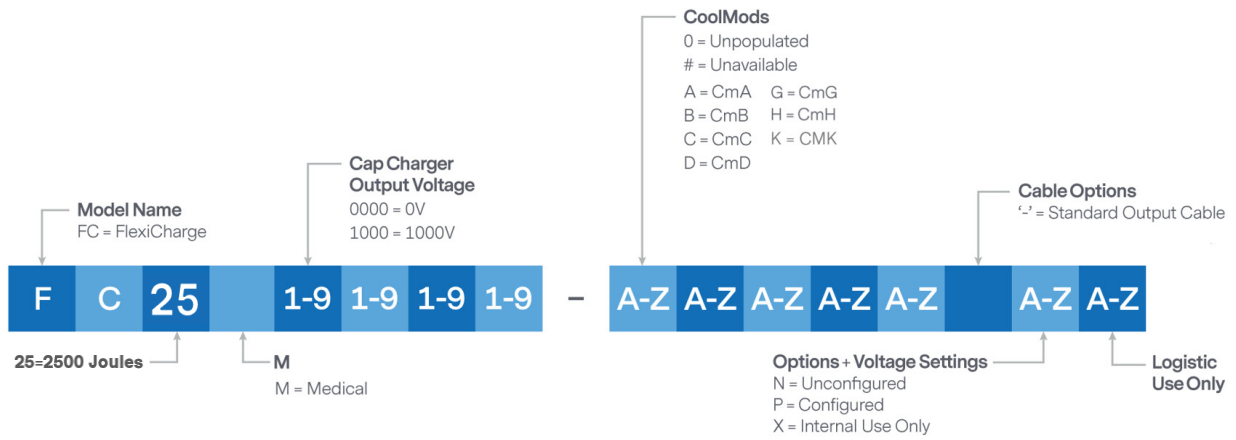 CoolMods
0 = Unpopulated
# = Unavailable
A = CmA G = CmG
B = CmB H = CmH
C = CmC K = CMK
D = CmD
Cap Charger
Output Voltage
0000 = 0V
1000 = 1000V
Model Name
FC = FlexiCharge
Cable Options
‘-’ = Standard Output Cable
F C 25 1-9 1-9 1-9 1-9 – A-Z A-Z A-Z A-Z A-Z A-Z A-Z
25=2500 Joules
M
M = Medical
Options + Voltage Settings
N = Unconfigured
P = Configured
X = Internal Use Only
Logistic
Use Only